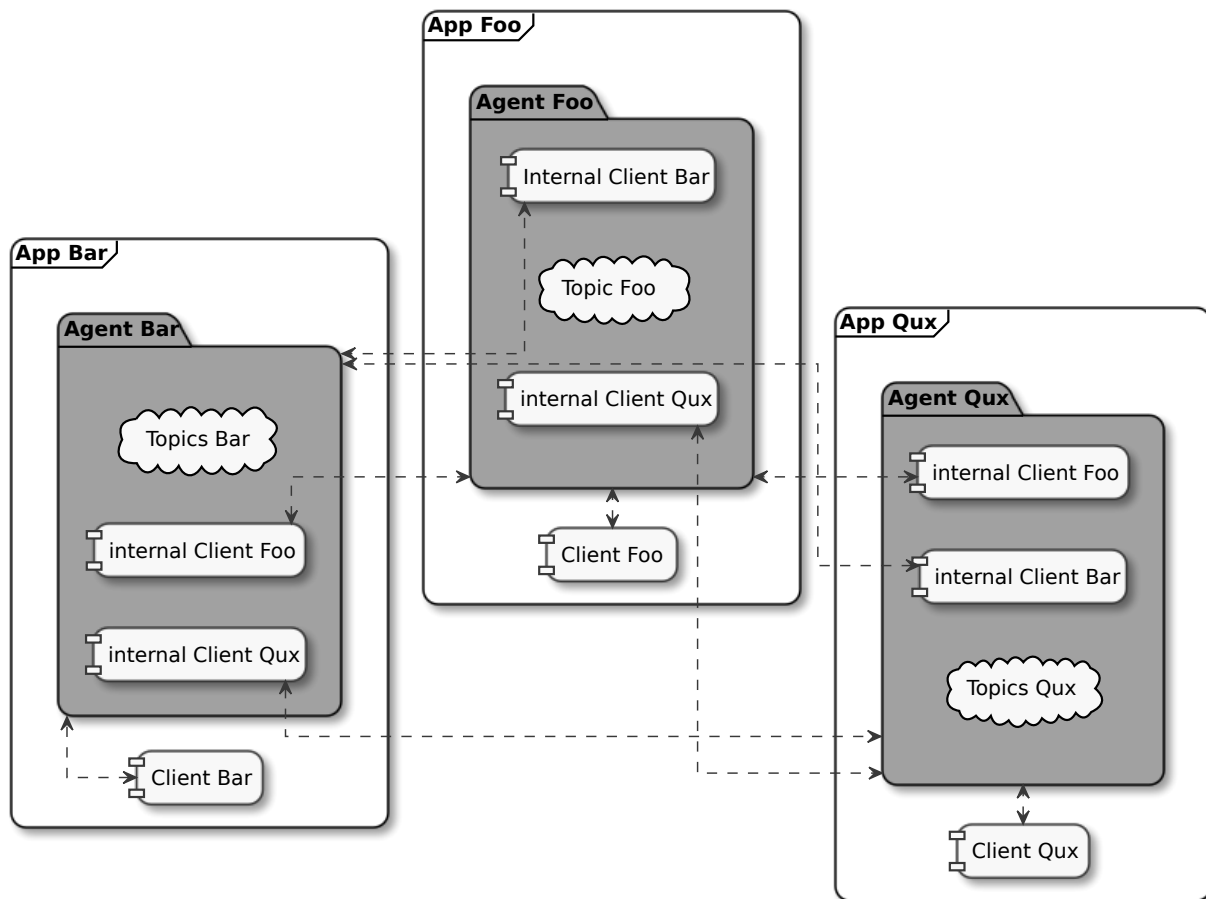 App Foo
Agent Foo
Internal Client Bar
Topic Foo
internal Client Qux
Client Foo
App Bar
Agent Bar
Topics Bar
internal Client Foo
internal Client Qux
Client Bar
App Qux
Agent Qux
internal Client Foo
internal Client Bar
Topics Qux
Client Qux